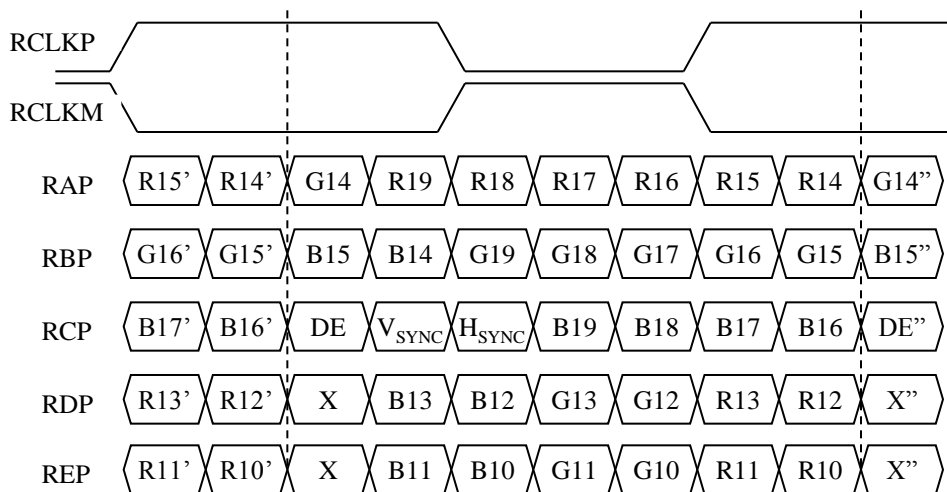 RCLKP
RCLKM
RAP R15’ R14’ G14 R19 R18 R17 R16 R15 R14 G14”
RBP G16’ G15’ B15 B14 G19 G18 G17 G16 G15 B15”
RCP B17’ B16’ DE VSYNC HSYNC B19 B18 B17 B16 DE”
RDP R13’ R12’ X B13 B12 G13 G12 R13 R12 X”
REP R11’ R10’ X B11 B10 G11 G10 R11 R10 X”